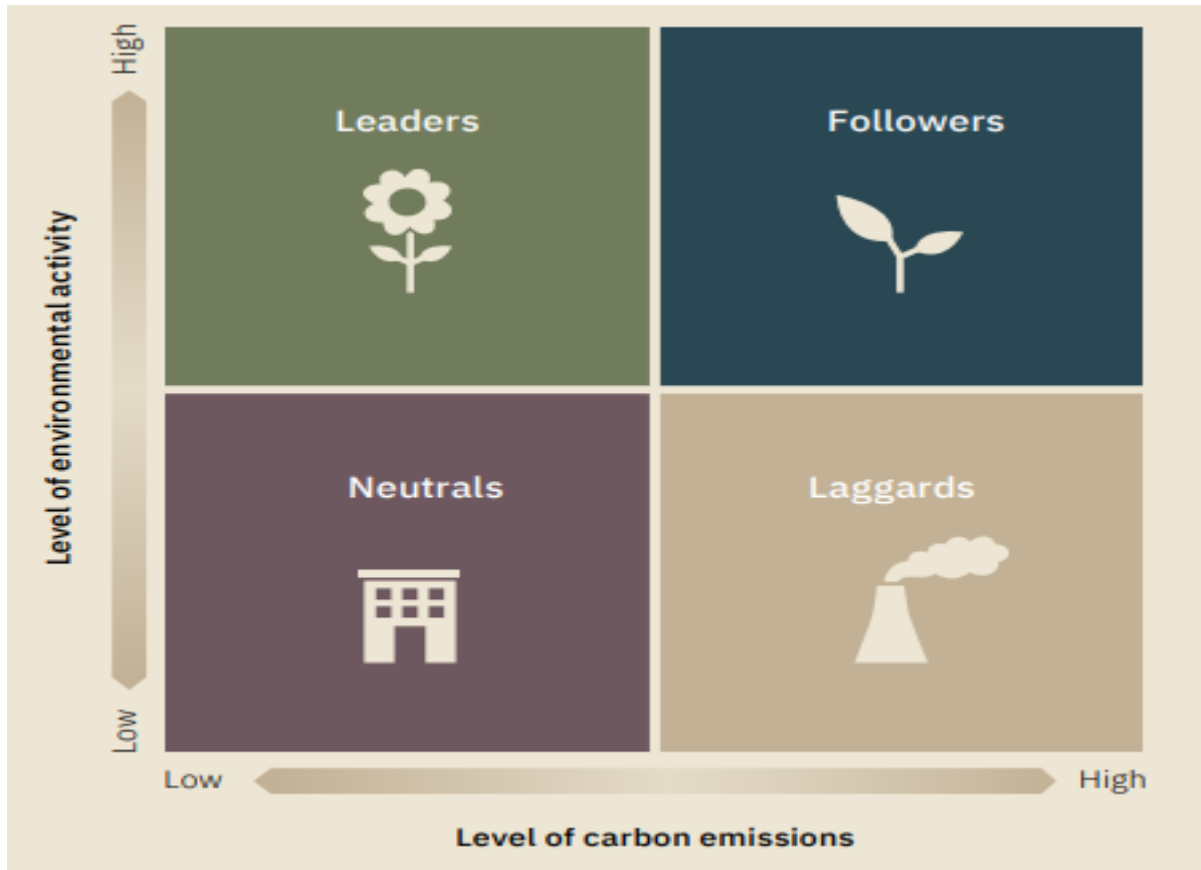 High
Leaders
Followers
Level of environmental activity
Neutrals
Laggards
Low
Low
High
Level of carbon emissions